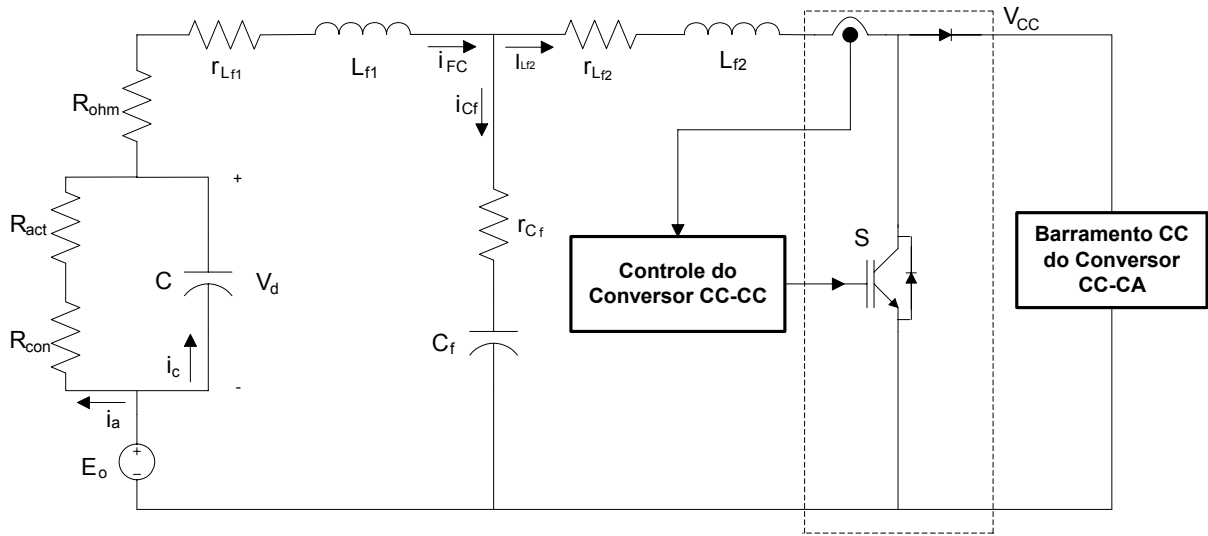 r_Lf1
L_f1
i_FC
I_Lf2
r_Lf2
L_f2
V_CC
R_ohm
i_Cf
+
R_act
C
V_d
r_Cf
Controle do
Conversor CC-CC
S
Barramento CC
do Conversor
CC-CA
R_con
i_c
C_f
-
i_a
E_o
+
−